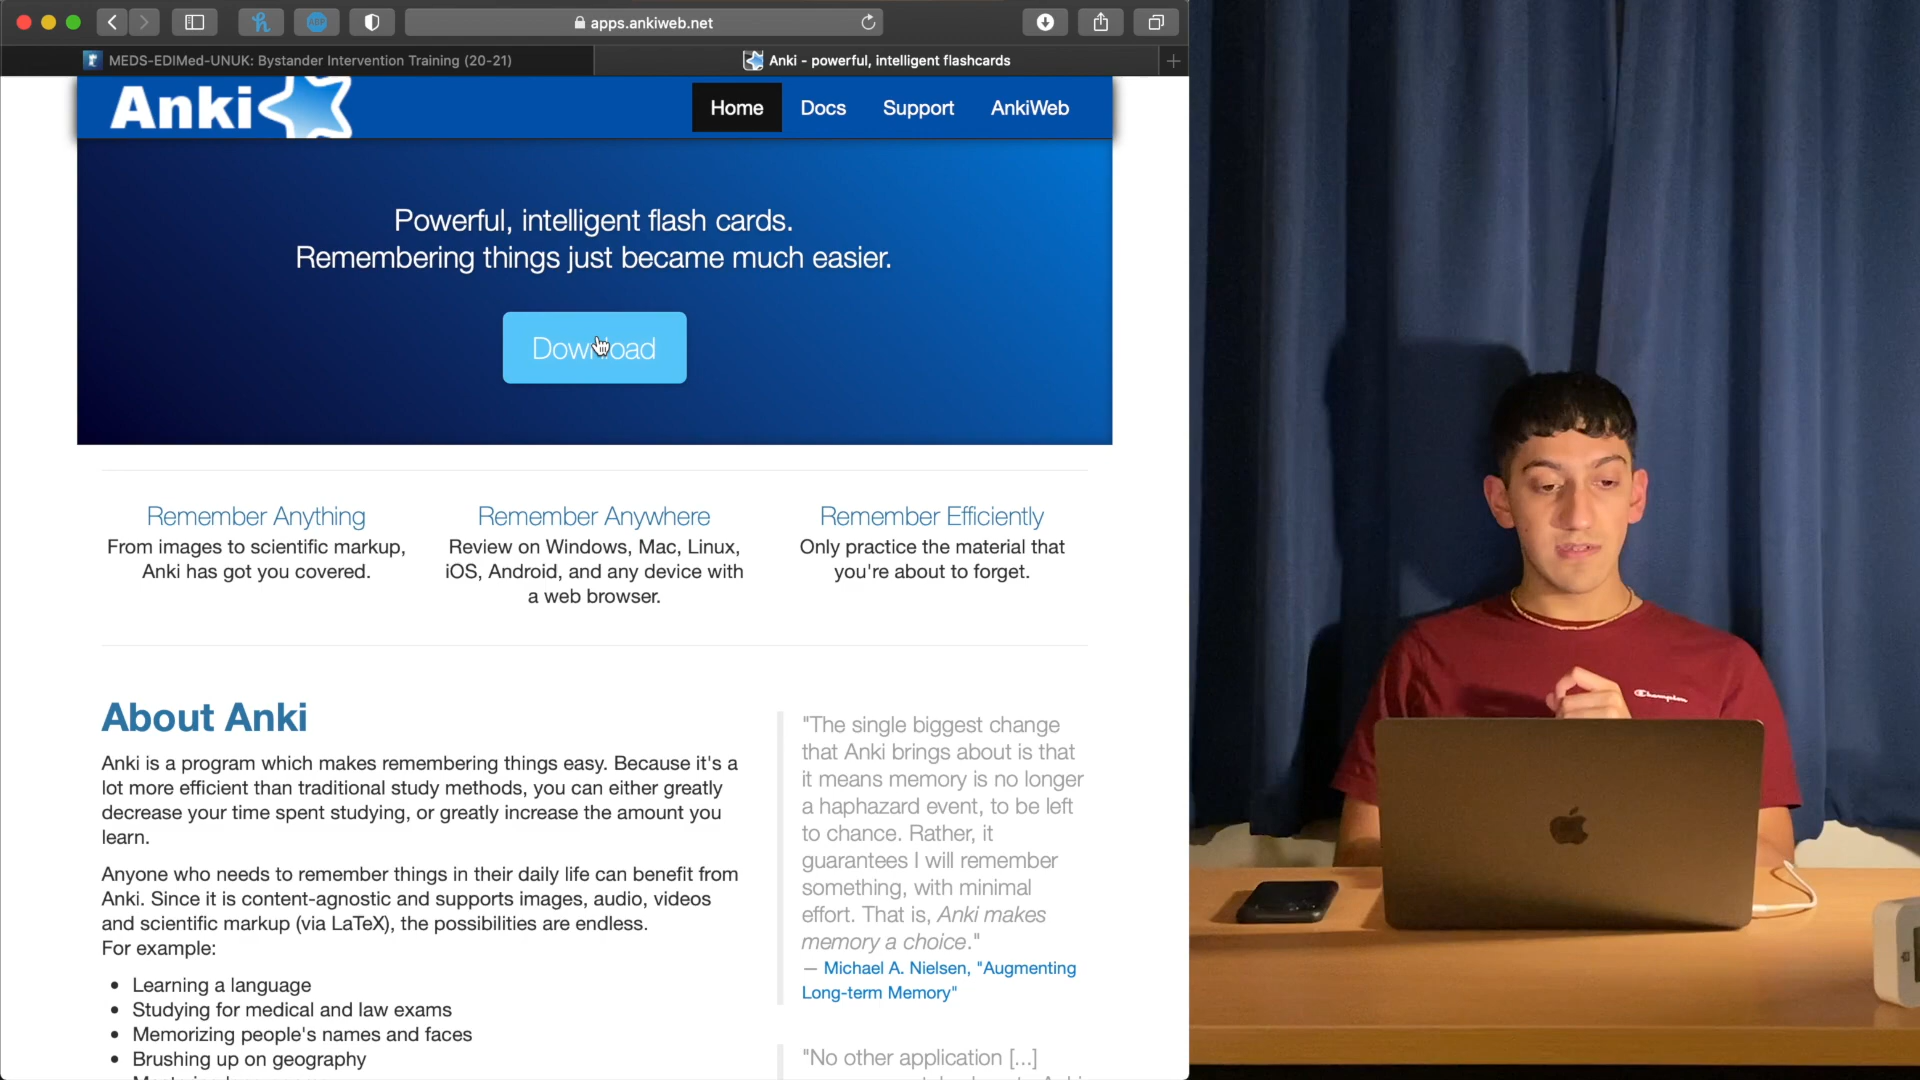 apps.ankiweb.net
MEDS-EDIMed-UNUK: Bystander Intervention Training (20-21)
Anki - powerful, intelligent flashcards
Anki
Home
Docs
Support
AnkiWeb
Powerful, intelligent flash cards.
Remembering things just became much easier.
Download
Remember Anything
From images to scientific markup,
Anki has got you covered.
Remember Anywhere
Review on Windows, Mac, Linux,
iOS, Android, and any device with
a web browser.
Remember Efficiently
Only practice the material that
you're about to forget.
About Anki
Anki is a program which makes remembering things easy. Because it's a
lot more efficient than traditional study methods, you can either greatly
decrease your time spent studying, or greatly increase the amount you
learn.
Anyone who needs to remember things in their daily life can benefit from
Anki. Since it is content-agnostic and supports images, audio, videos
and scientific markup (via LaTeX), the possibilities are endless.
For example:
• Learning a language
• Studying for medical and law exams
• Memorizing people's names and faces
• Brushing up on geography
"The single biggest change
that Anki brings about is that
it means memory is no longer
a haphazard event, to be left
to chance. Rather, it
guarantees I will remember
something, with minimal
effort. That is, Anki makes
memory a choice."
— Michael A. Nielsen, "Augmenting
Long-term Memory"
"No other application [...]
Champion